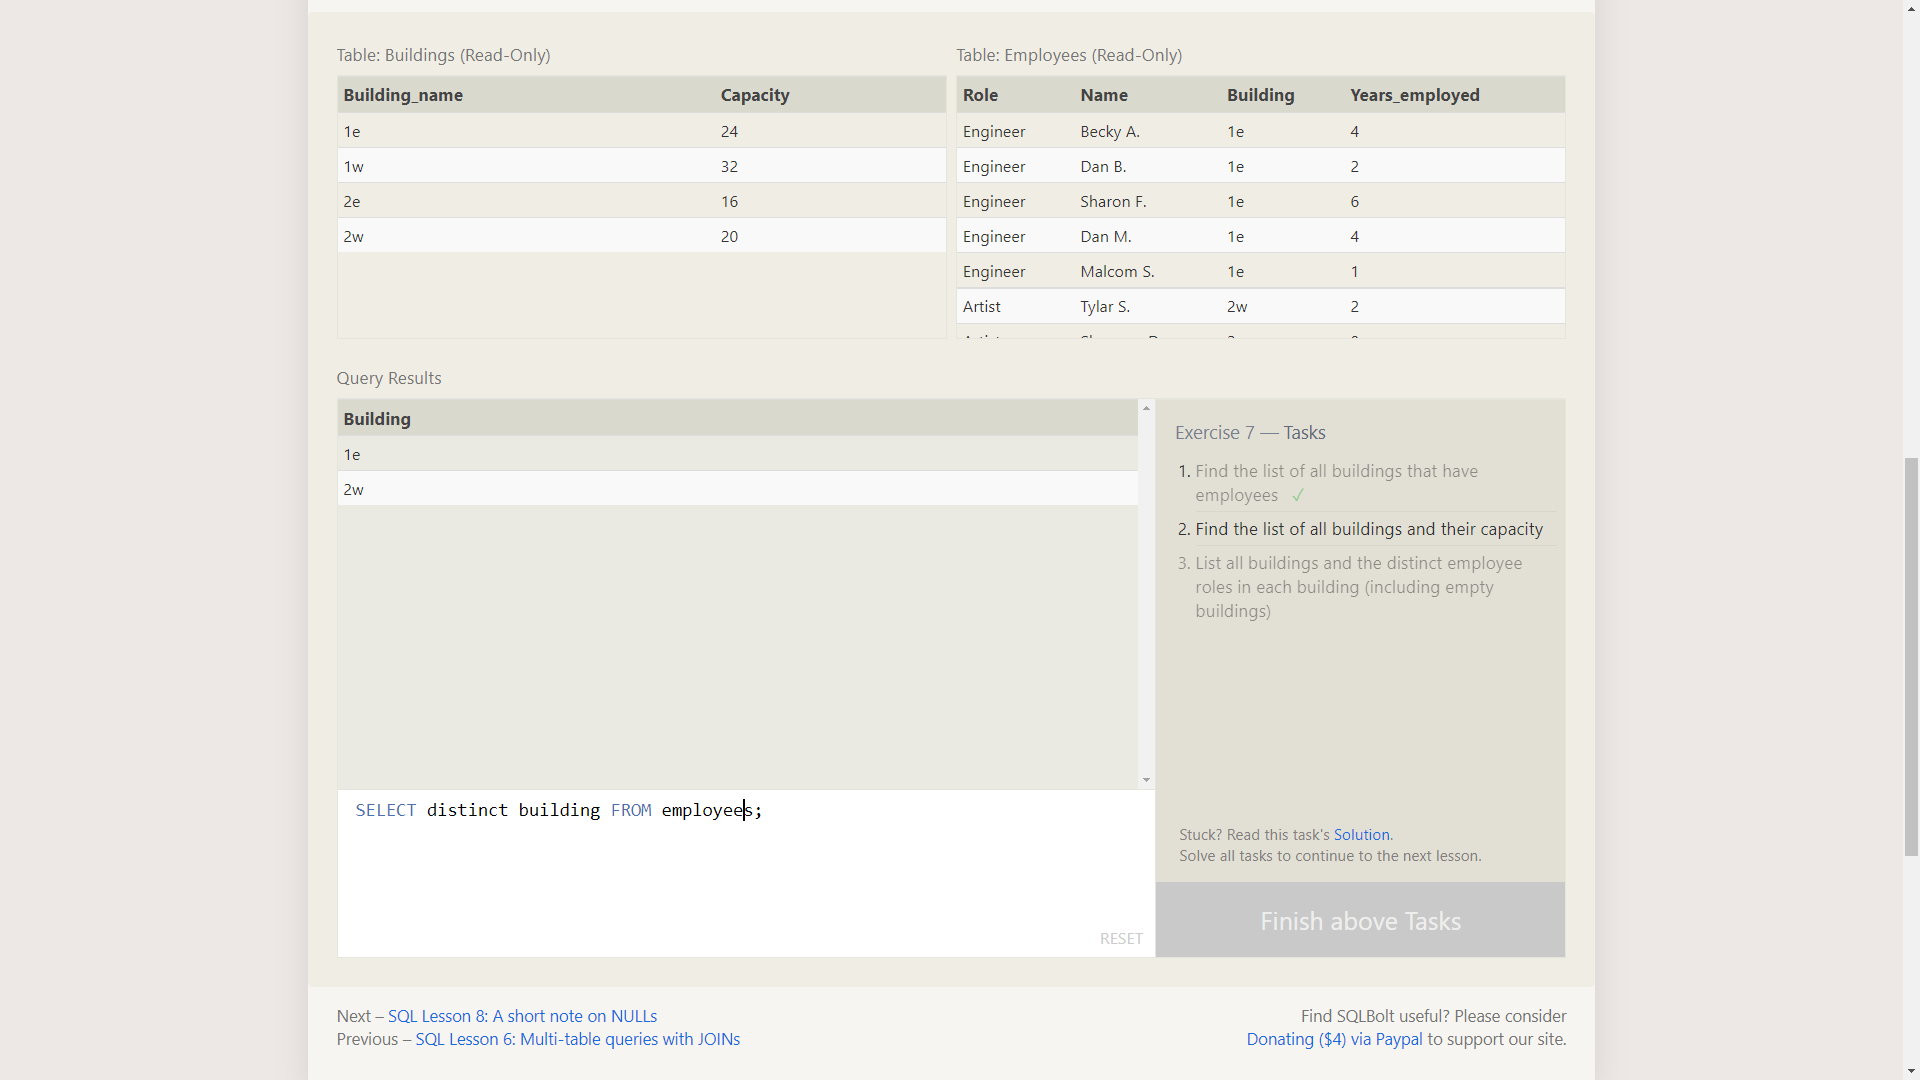 Table: Buildings (Read-Only)
Building_name Capacity
1e 24
1w 32
2e 16
2w 20
Table: Employees (Read-Only)
Role Name Building Years_employed
Engineer Becky A. 1e 4
Engineer Dan B. 1e 2
Engineer Sharon F. 1e 6
Engineer Dan M. 1e 4
Engineer Malcom S. 1e 1
Artist Tylar S. 2w 2
Query Results
Building
1e
2w
Exercise 7 — Tasks
1. Find the list of all buildings that have
employees ✓
2. Find the list of all buildings and their capacity
3. List all buildings and the distinct employee
roles in each building (including empty
buildings)
SELECT distinct building FROM employees;
RESET
Stuck? Read this task's Solution.
Solve all tasks to continue to the next lesson.
Finish above Tasks
Next – SQL Lesson 8: A short note on NULLs
Previous – SQL Lesson 6: Multi-table queries with JOINs
Find SQLBolt useful? Please consider
Donating ($4) via Paypal to support our site.